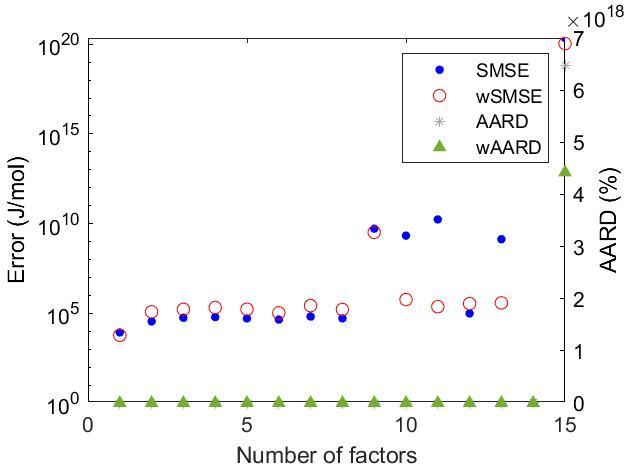 ×10^18
10^20
10^15
10^10
10^5
10^0
Error (J/mol)
SMSE
wSMSE
AARD
wAARD
7
6
5
4
3
2
1
0
AARD (%)
0 5 10 15
Number of factors